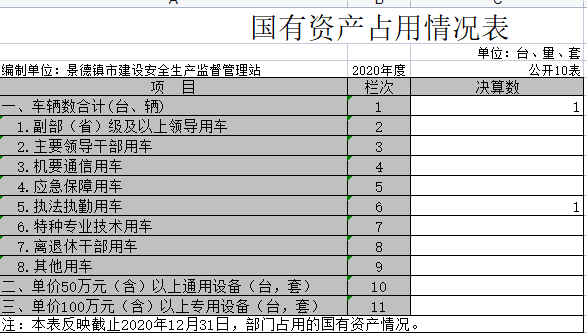 A B C
国有资产占用情况表
单位：台、量、套
编制单位：景德镇市建设安全生产监督管理站 2020年度 公开10表
项 目 栏次 决算数
一、车辆数合计(台、辆) 1 1
1.副部（省）级及以上领导用车 2
2.主要领导干部用车 3
3.机要通信用车 4
4.应急保障用车 5
5.执法执勤用车 6 1
6.特种专业技术用车 7
7.离退休干部用车 8
8.其他用车 9
二、单价50万元（含）以上通用设备（台，套） 10
三、单价100万元（含）以上专用设备（台，套） 11
注：本表反映截止2020年12月31日，部门占用的国有资产情况。